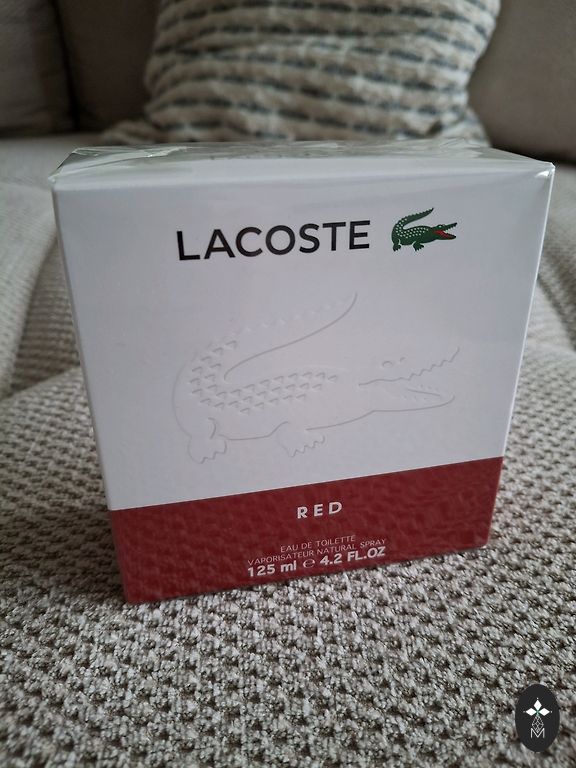 LACOSTE
RED
EAU DE TOILETTE
VAPORISATEUR NATURAL SPRAY
125 ml ℮ 4.2 FL.OZ